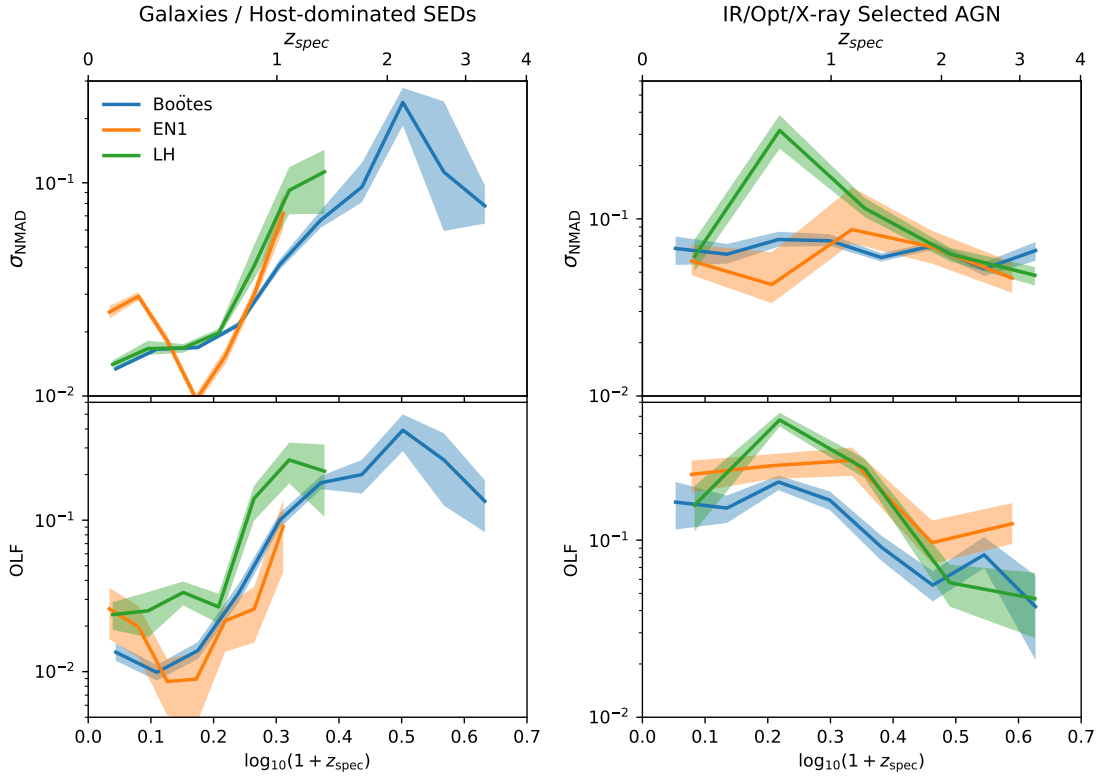 Galaxies / Host-dominated SEDs
z_spec
0 1 2 3 4
σ_NMAD
10⁻¹
10⁻²
Boötes
EN1
LH
IR/Opt/X-ray Selected AGN
z_spec
0 1 2 3 4
σ_NMAD
10⁻¹
10⁻²
OLF
10⁻¹
10⁻²
0.0 0.1 0.2 0.3 0.4 0.5 0.6 0.7
log₁₀(1 + z_spec)
OLF
10⁻¹
10⁻²
0.0 0.1 0.2 0.3 0.4 0.5 0.6 0.7
log₁₀(1 + z_spec)